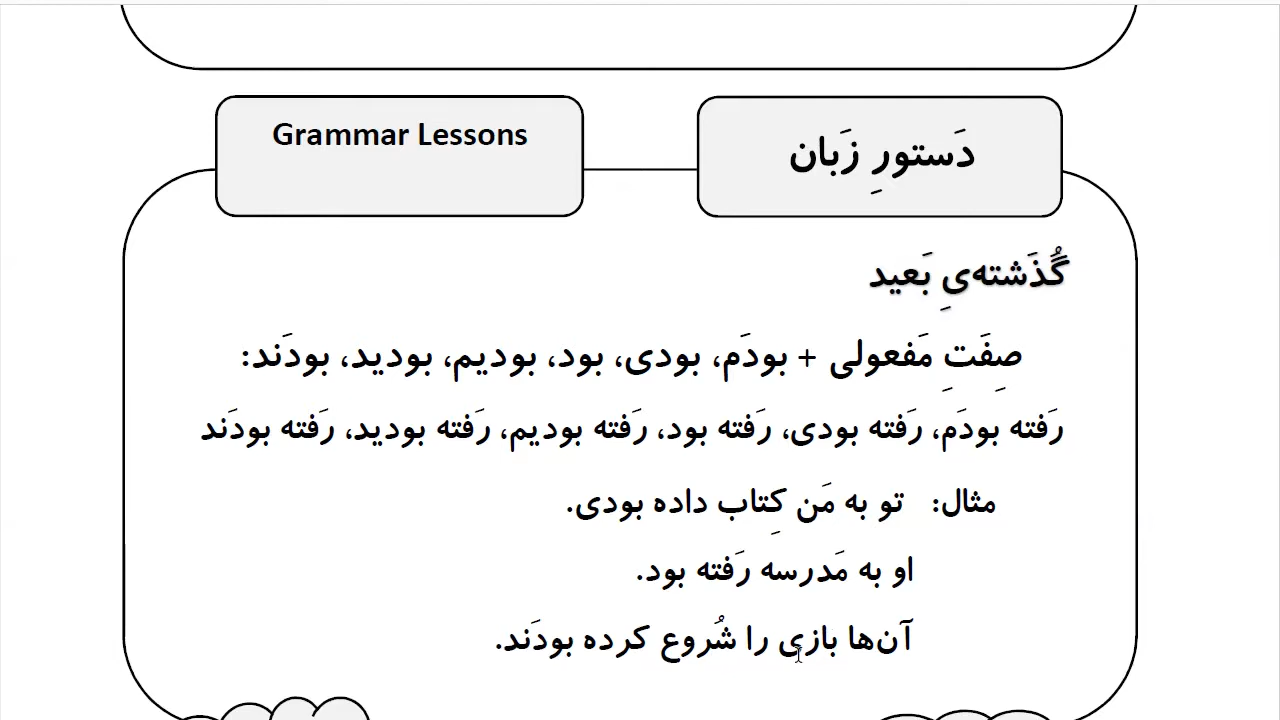 Grammar Lessons
دَستورِ زَبان
گُذَشته‌یِ بَعید
صِفَتِ مَفعولی + بودَم، بودی، بود، بودیم، بودید، بودَند:
رَفته بودَم، رَفته بودی، رَفته بود، رَفته بودیم، رَفته بودید، رَفته بودَند
مثال: تو به مَن کِتاب داده بودی.
او به مَدرسه رَفته بود.
آن‌ها بازی را شُروع کرده بودَند.